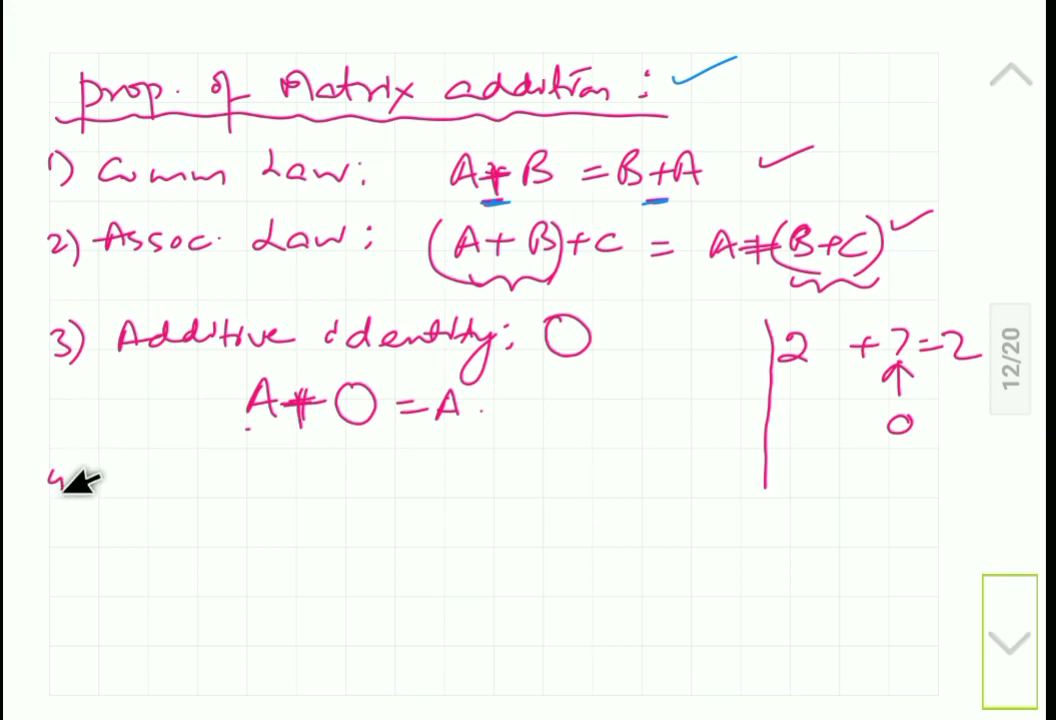 Prop. of Matrix addition :
1) Comm Law: A+B = B+A
2) Assoc. Law: (A+B)+C = A+(B+C)
3) Additive identity: O
A+O = A.
2 + ? = 2
↑
0
4
12/20